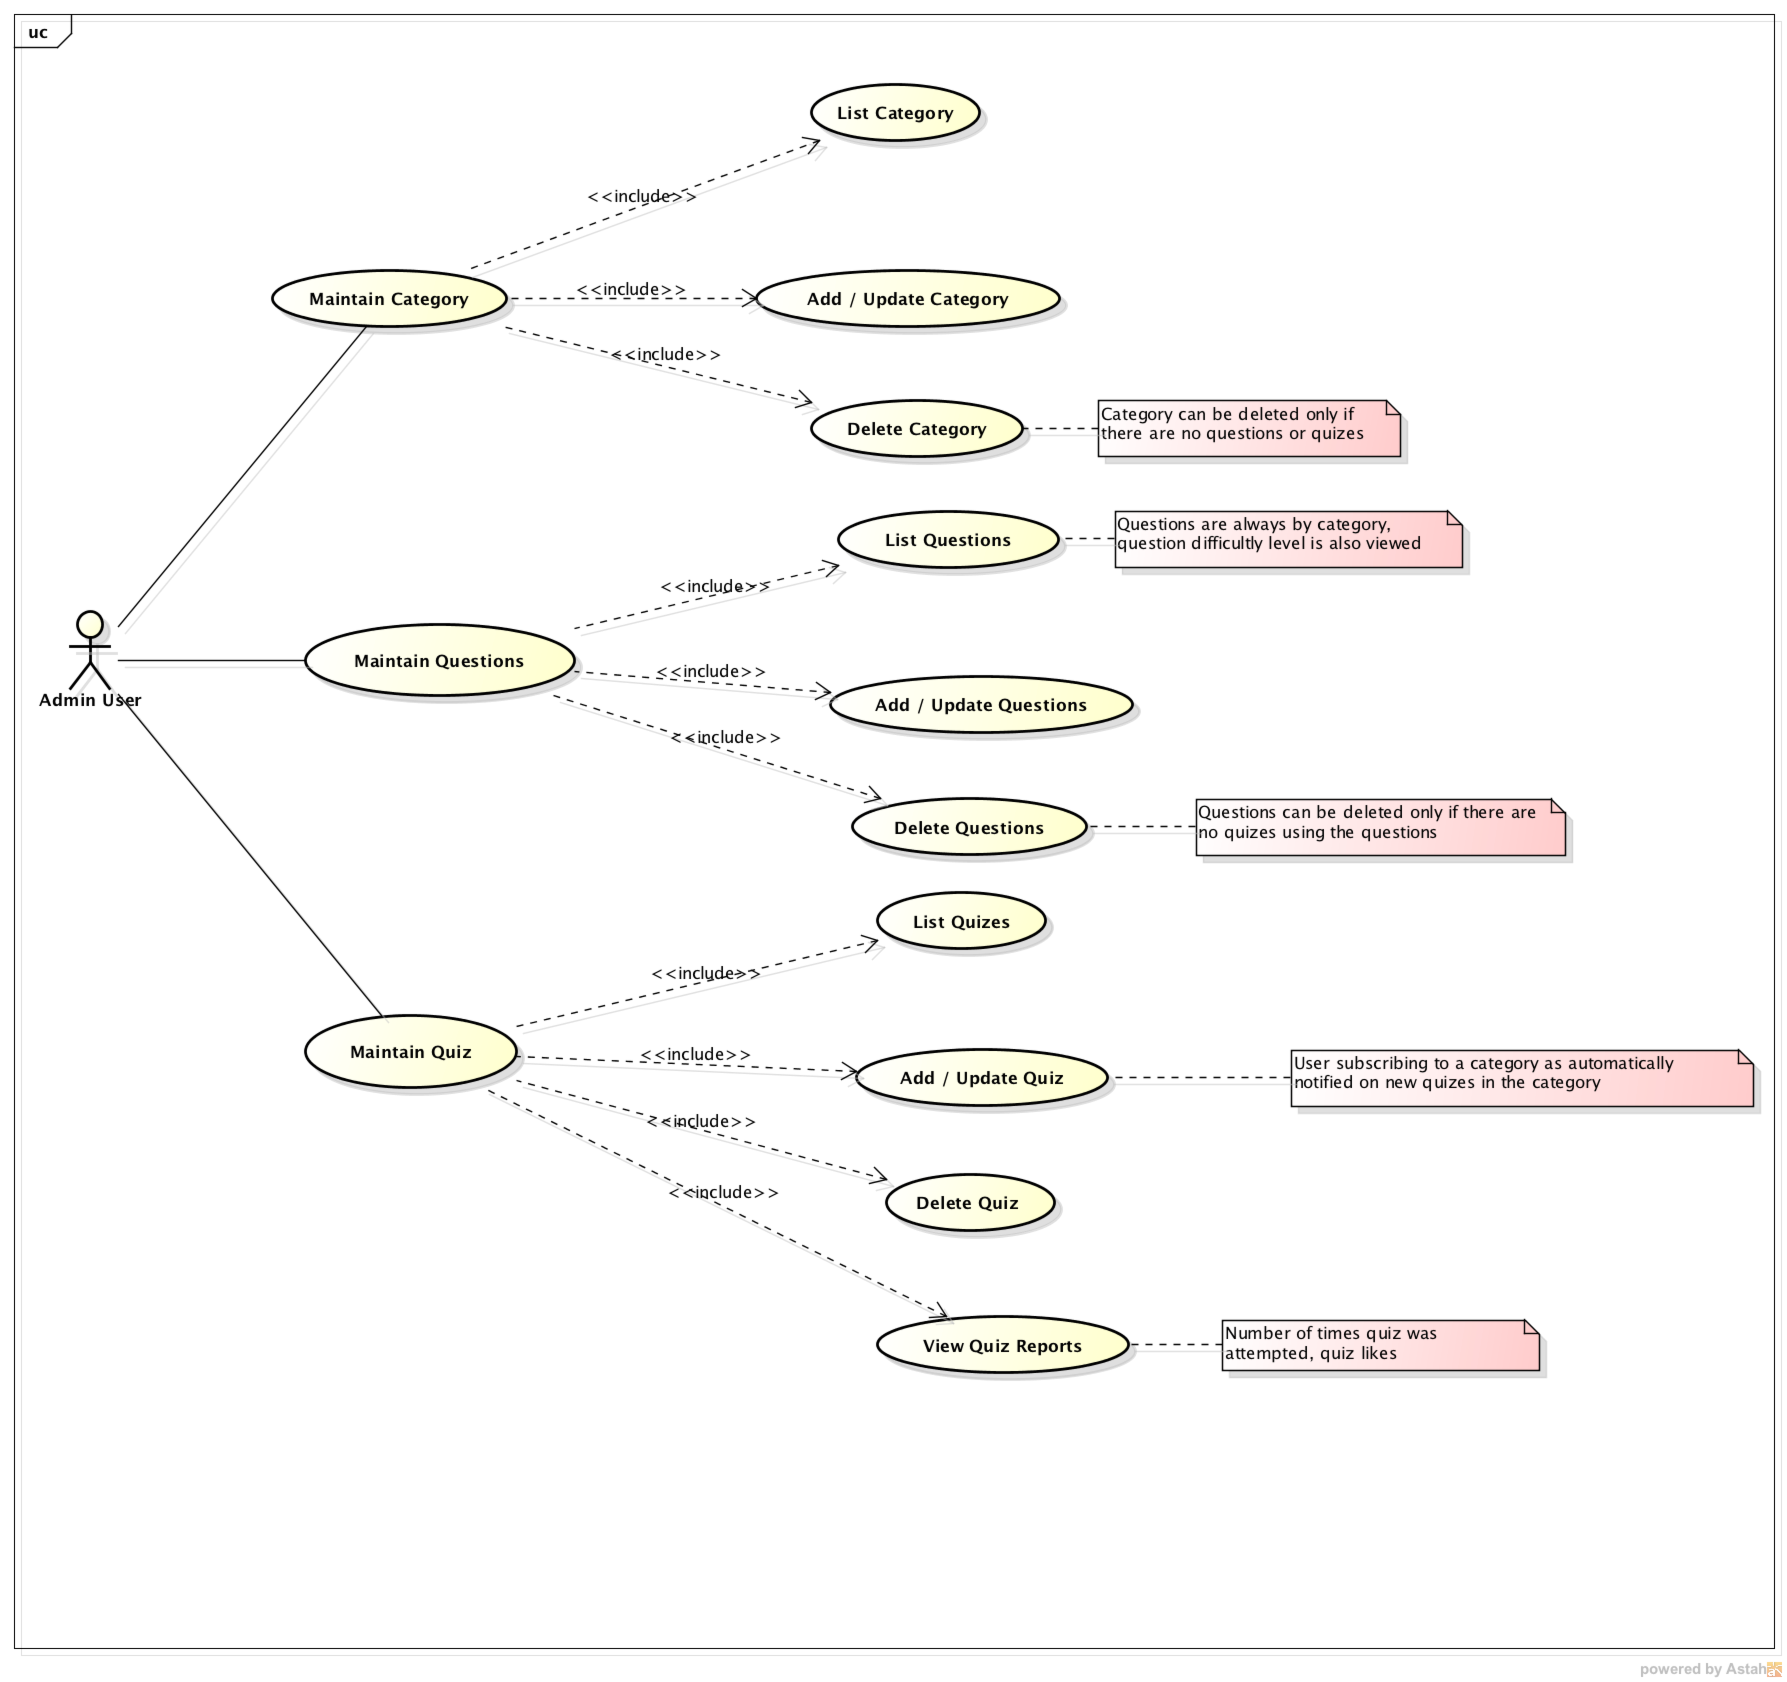 uc
List Category
<<include>>
Maintain Category
<<include>>
Add / Update Category
<<include>>
Delete Category
Category can be deleted only if
there are no questions or quizes
List Questions
Questions are always by category,
question difficultly level is also viewed
<<include>>
Admin User
Maintain Questions
<<include>>
Add / Update Questions
<<include>>
Delete Questions
Questions can be deleted only if there are
no quizes using the questions
List Quizes
<<include>>
Maintain Quiz
<<include>>
Add / Update Quiz
User subscribing to a category as automatically
notified on new quizes in the category
<<include>>
Delete Quiz
<<include>>
View Quiz Reports
Number of times quiz was
attempted, quiz likes
powered by Astah